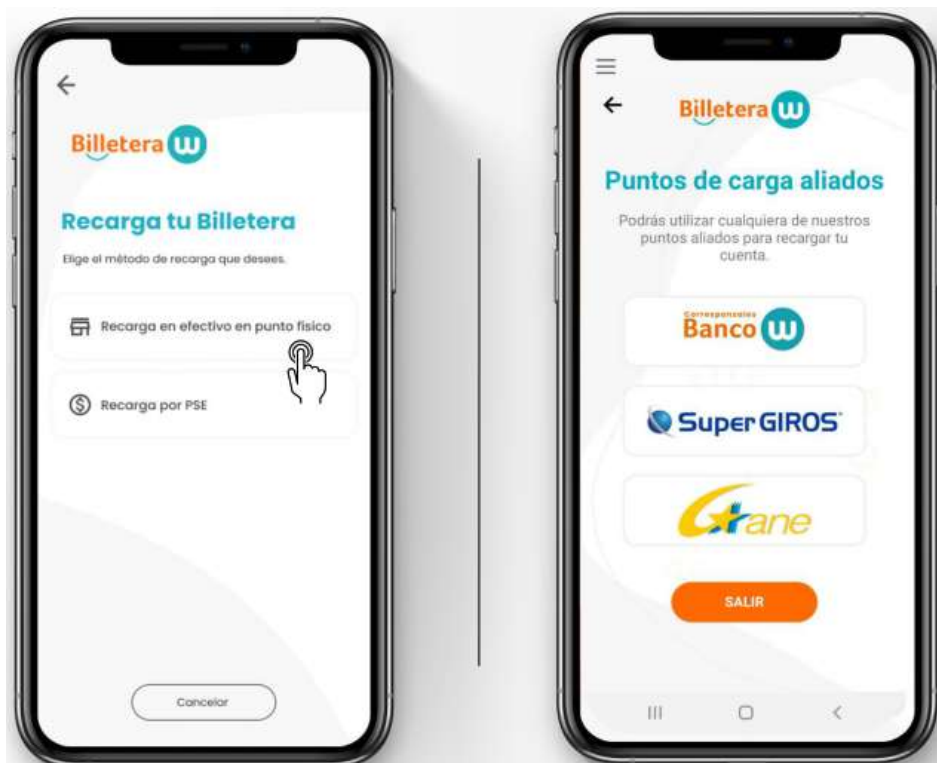 Billetera W
Recarga tu Billetera
Elige el método de recarga que desees.
Recarga en efectivo en punto físico
Recarga por PSE
Cancelar
Billetera W
Puntos de carga aliados
Podrás utilizar cualquiera de nuestros
puntos aliados para recargar tu
cuenta.
Corresponsales
Banco W
SuperGIROS
Gane
SALIR